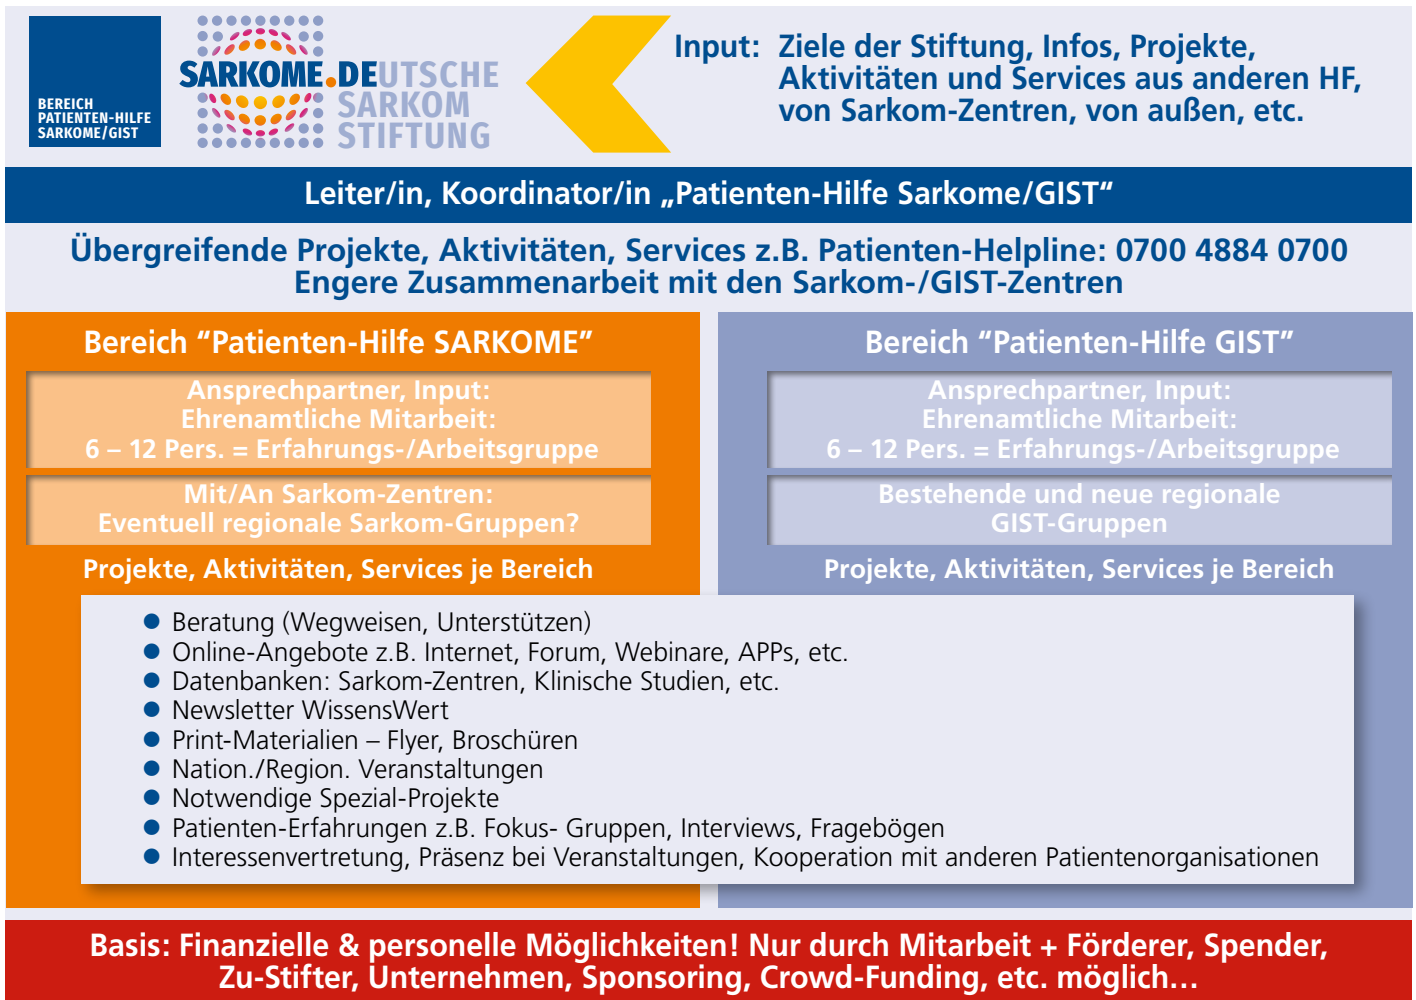 BEREICH
PATIENTEN-HILFE
SARKOME/GIST
SARKOME.DEUTSCHE
SARKOM
STIFTUNG
Input: Ziele der Stiftung, Infos, Projekte,
Aktivitäten und Services aus anderen HF,
von Sarkom-Zentren, von außen, etc.
Leiter/in, Koordinator/in „Patienten-Hilfe Sarkome/GIST“
Übergreifende Projekte, Aktivitäten, Services z.B. Patienten-Helpline: 0700 4884 0700
Engere Zusammenarbeit mit den Sarkom-/GIST-Zentren
Bereich “Patienten-Hilfe SARKOME”
Ansprechpartner, Input:
Ehrenamtliche Mitarbeit:
6 – 12 Pers. = Erfahrungs-/Arbeitsgruppe
Mit/An Sarkom-Zentren:
Eventuell regionale Sarkom-Gruppen?
Projekte, Aktivitäten, Services je Bereich
Bereich “Patienten-Hilfe GIST”
Ansprechpartner, Input:
Ehrenamtliche Mitarbeit:
6 – 12 Pers. = Erfahrungs-/Arbeitsgruppe
Bestehende und neue regionale
GIST-Gruppen
Projekte, Aktivitäten, Services je Bereich
● Beratung (Wegweisen, Unterstützen)
● Online-Angebote z.B. Internet, Forum, Webinare, APPs, etc.
● Datenbanken: Sarkom-Zentren, Klinische Studien, etc.
● Newsletter WissensWert
● Print-Materialien – Flyer, Broschüren
● Nation./Region. Veranstaltungen
● Notwendige Spezial-Projekte
● Patienten-Erfahrungen z.B. Fokus- Gruppen, Interviews, Fragebögen
● Interessenvertretung, Präsenz bei Veranstaltungen, Kooperation mit anderen Patientenorganisationen
Basis: Finanzielle & personelle Möglichkeiten! Nur durch Mitarbeit + Förderer, Spender,
Zu-Stifter, Unternehmen, Sponsoring, Crowd-Funding, etc. möglich…